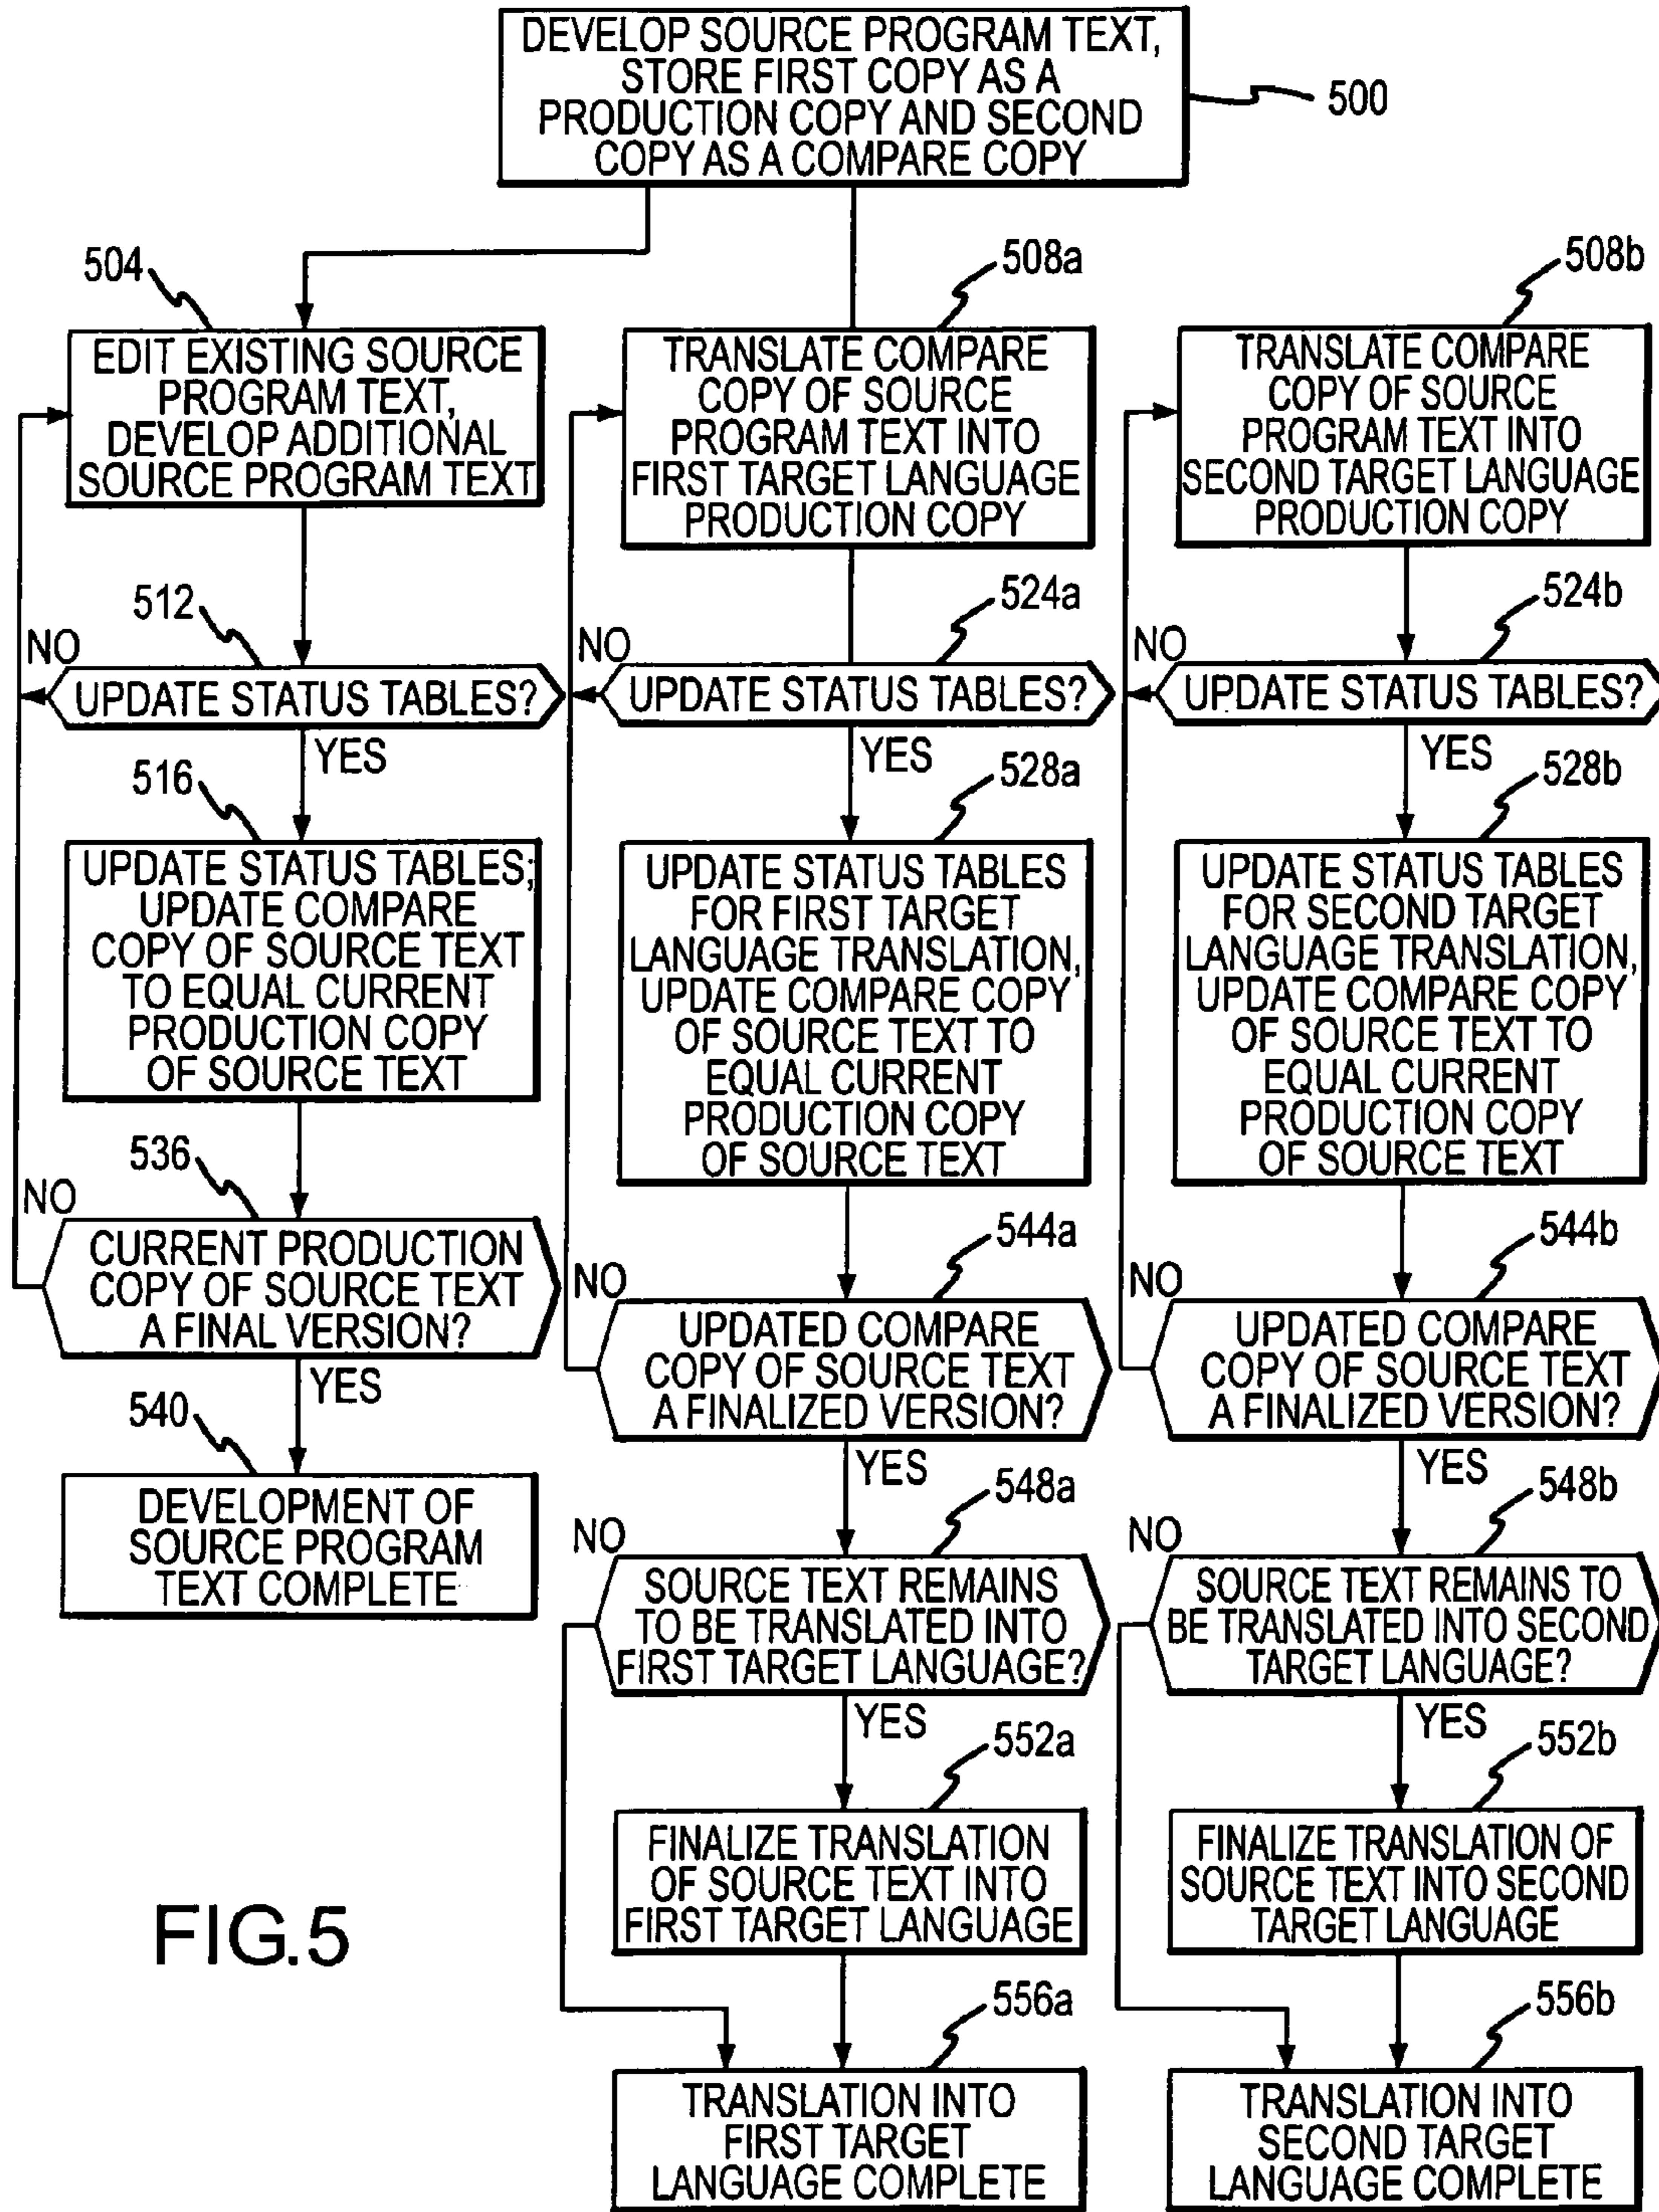 DEVELOP SOURCE PROGRAM TEXT,
STORE FIRST COPY AS A
PRODUCTION COPY AND SECOND
COPY AS A COMPARE COPY
500
504
EDIT EXISTING SOURCE
PROGRAM TEXT,
DEVELOP ADDITIONAL
SOURCE PROGRAM TEXT
512
NO
UPDATE STATUS TABLES?
YES
516
UPDATE STATUS TABLES;
UPDATE COMPARE
COPY OF SOURCE TEXT
TO EQUAL CURRENT
PRODUCTION COPY
OF SOURCE TEXT
536
NO
CURRENT PRODUCTION
COPY OF SOURCE TEXT
A FINAL VERSION?
YES
540
DEVELOPMENT OF
SOURCE PROGRAM
TEXT COMPLETE
508a
TRANSLATE COMPARE
COPY OF SOURCE
PROGRAM TEXT INTO
FIRST TARGET LANGUAGE
PRODUCTION COPY
524a
NO
UPDATE STATUS TABLES?
YES
528a
UPDATE STATUS TABLES
FOR FIRST TARGET
LANGUAGE TRANSLATION,
UPDATE COMPARE COPY
OF SOURCE TEXT TO
EQUAL CURRENT
PRODUCTION COPY
OF SOURCE TEXT
544a
NO
UPDATED COMPARE
COPY OF SOURCE TEXT
A FINALIZED VERSION?
YES
548a
NO
SOURCE TEXT REMAINS
TO BE TRANSLATED INTO
FIRST TARGET LANGUAGE?
YES
552a
FINALIZE TRANSLATION
OF SOURCE TEXT INTO
FIRST TARGET LANGUAGE
556a
TRANSLATION INTO
FIRST TARGET
LANGUAGE COMPLETE
508b
TRANSLATE COMPARE
COPY OF SOURCE
PROGRAM TEXT INTO
SECOND TARGET LANGUAGE
PRODUCTION COPY
524b
NO
UPDATE STATUS TABLES?
YES
528b
UPDATE STATUS TABLES
FOR SECOND TARGET
LANGUAGE TRANSLATION,
UPDATE COMPARE COPY
OF SOURCE TEXT TO
EQUAL CURRENT
PRODUCTION COPY
OF SOURCE TEXT
544b
NO
UPDATED COMPARE
COPY OF SOURCE TEXT
A FINALIZED VERSION?
YES
548b
NO
SOURCE TEXT REMAINS TO
BE TRANSLATED INTO SECOND
TARGET LANGUAGE?
YES
552b
FINALIZE TRANSLATION OF
SOURCE TEXT INTO SECOND
TARGET LANGUAGE
556b
TRANSLATION INTO
SECOND TARGET
LANGUAGE COMPLETE
FIG.5